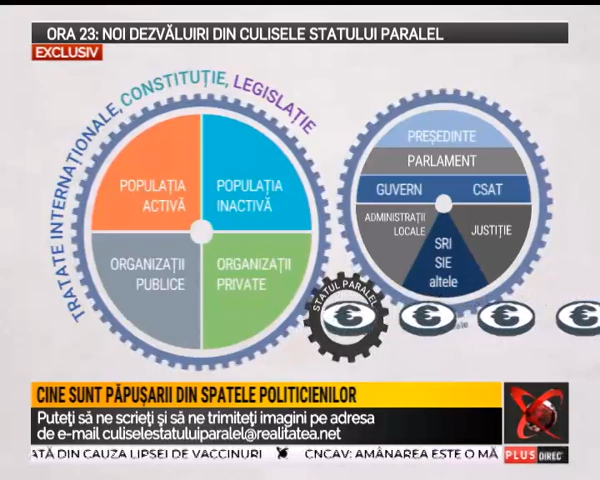 ORA 23: NOI DEZVĂLUIRI DIN CULISELE STATULUI PARALEL
EXCLUSIV
TRATATE INTERNAȚIONALE, CONSTITUȚIE, LEGISLAȚIE
POPULAȚIA
ACTIVĂ
POPULAȚIA
INACTIVĂ
ORGANIZAȚII
PUBLICE
ORGANIZAȚII
PRIVATE
PREȘEDINTE
PARLAMENT
GUVERN
CSAT
ADMINISTRAȚII
LOCALE
JUSTIȚIE
SRI
SIE
altele
STATUL PARALEL
€ € € €
CINE SUNT PĂPUȘARII DIN SPATELE POLITICIENILOR
Puteți să ne scrieți și să ne trimiteți imagini pe adresa
de e-mail culiselestatuluiparalel@realitatea.net
ATĂ DIN CAUZA LIPSEI DE VACCINURI CNCAV: AMÂNAREA ESTE O MĂ
PLUS DIREC